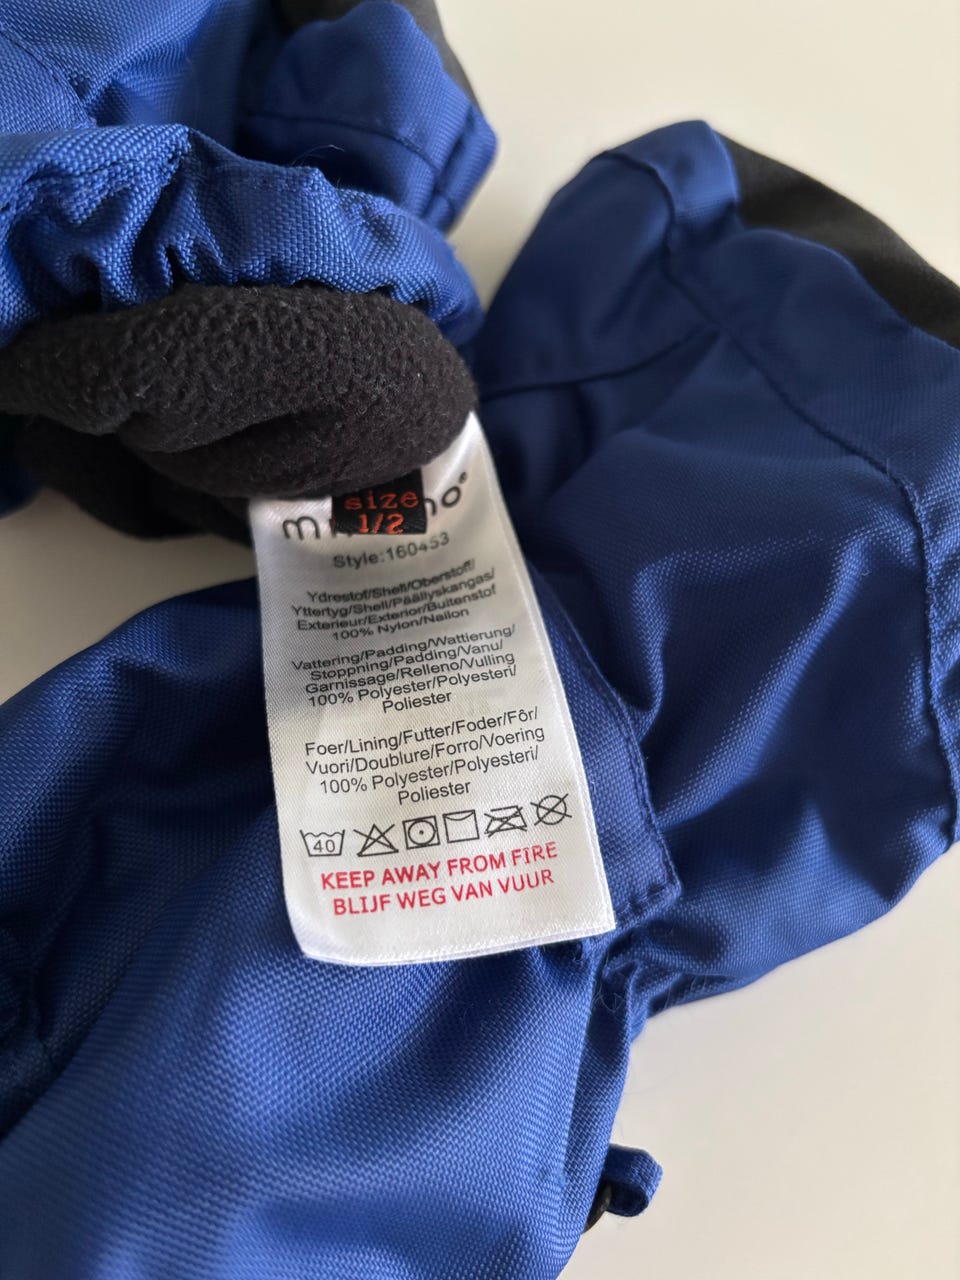 size
1/2
Style:160453
Ydrestof/Shell/Oberstoff/
Yttertyg/Shell/Päällyskangas/
Exterieur/Exterior/Buitenstof
100% Nylon/Nailon
Vattering/Padding/Wattierung/
Stoppning/Padding/Vanu/
Garnissage/Relleno/Vulling
100% Polyester/Polyesteri/
Poliester
Foer/Lining/Futter/Foder/Fôr/
Vuori/Doublure/Forro/Voering
100% Polyester/Polyesteri/
Poliester
40
KEEP AWAY FROM FIRE
BLIJF WEG VAN VUUR